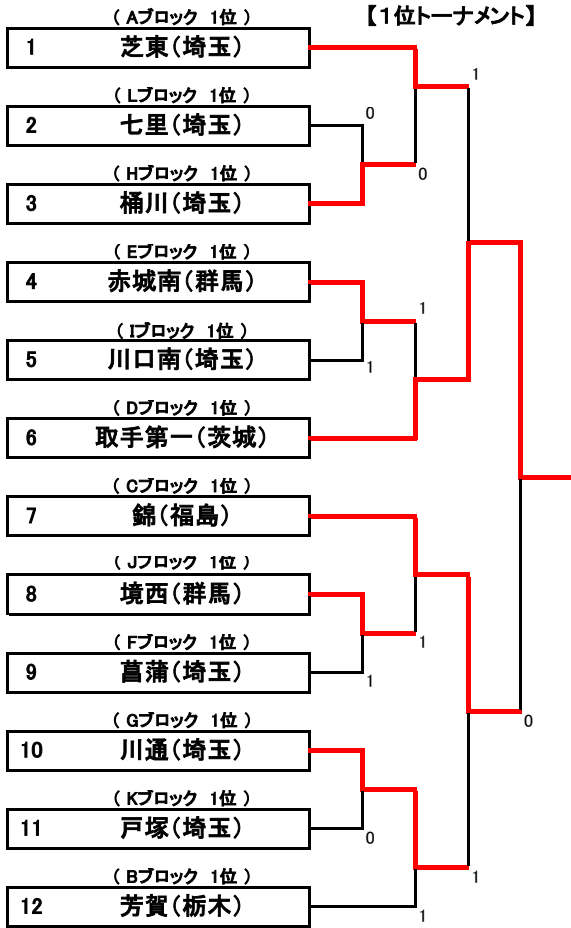 【１位トーナメント】
（ Aブロック 1位 ）
1 芝東（埼玉）
1
（ Lブロック 1位 ）
2 七里（埼玉）
0
（ Hブロック 1位 ）
0
3 桶川（埼玉）
（ Eブロック 1位 ）
4 赤城南（群馬）
1
（ Iブロック 1位 ）
5 川口南（埼玉）
1
（ Dブロック 1位 ）
6 取手第一（茨城）
（ Cブロック 1位 ）
7 錦（福島）
（ Jフロック 1位 ）
8 境西（群馬）
（ Fブロック 1位 ）
1
9 菖蒲（埼玉）
1
（ Gブロック 1位 ）
0
10 川通（埼玉）
（ Kブロック 1位 ）
11 戸塚（埼玉）
0
（ Bブロック 1位 ）
1
12 芳賀（栃木）
1